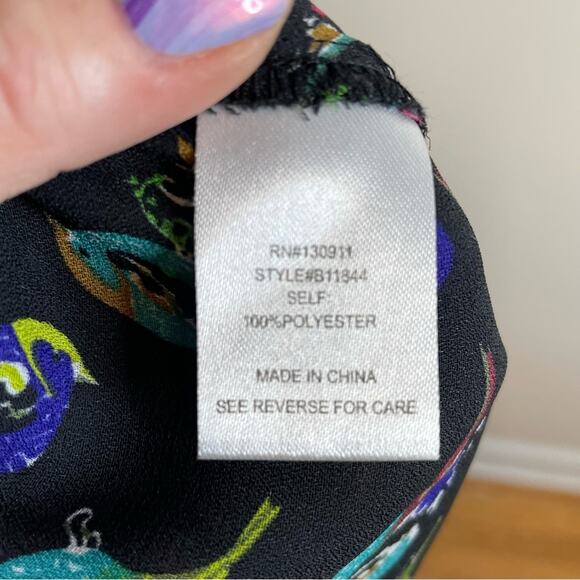 RN#130911
STYLE#B11844
SELF:
100%POLYESTER
MADE IN CHINA
SEE REVERSE FOR CARE